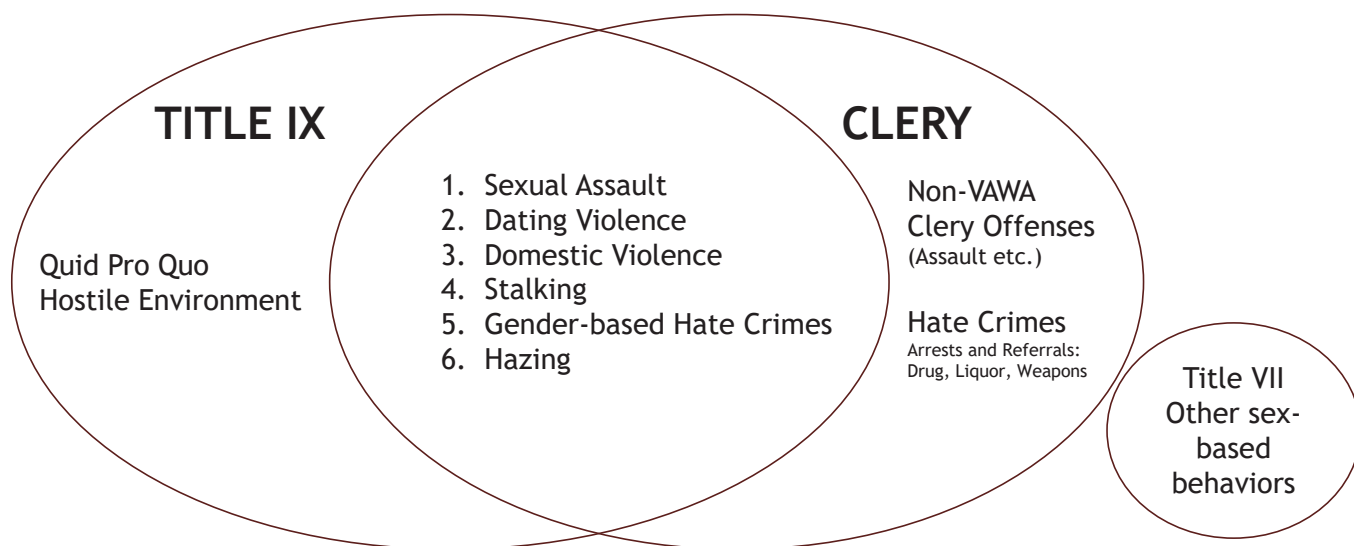 TITLE IX
Quid Pro Quo
Hostile Environment
1. Sexual Assault
2. Dating Violence
3. Domestic Violence
4. Stalking
5. Gender-based Hate Crimes
6. Hazing
CLERY
Non-VAWA
Clery Offenses
(Assault etc.)
Hate Crimes
Arrests and Referrals:
Drug, Liquor, Weapons
Title VII
Other sex-
based
behaviors